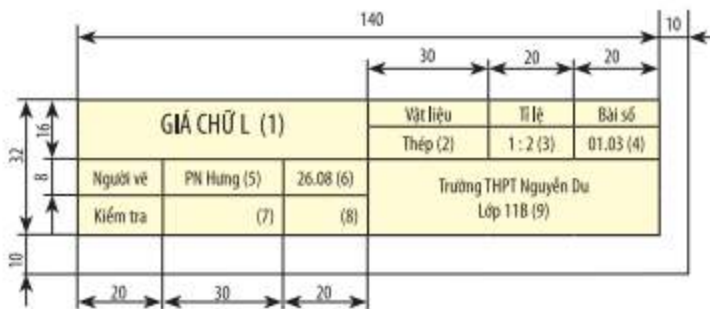 140
10
30 20 20
32
16
8
10
GIÁ CHỮ L (1)
Vật liệu Tỉ lệ Bài số
Thép (2) 1 : 2 (3) 01.03 (4)
Người vẽ PN Hưng (5) 26.08 (6)
Kiểm tra (7) (8)
Trường THPT Nguyễn Du
Lớp 11B (9)
20 30 20